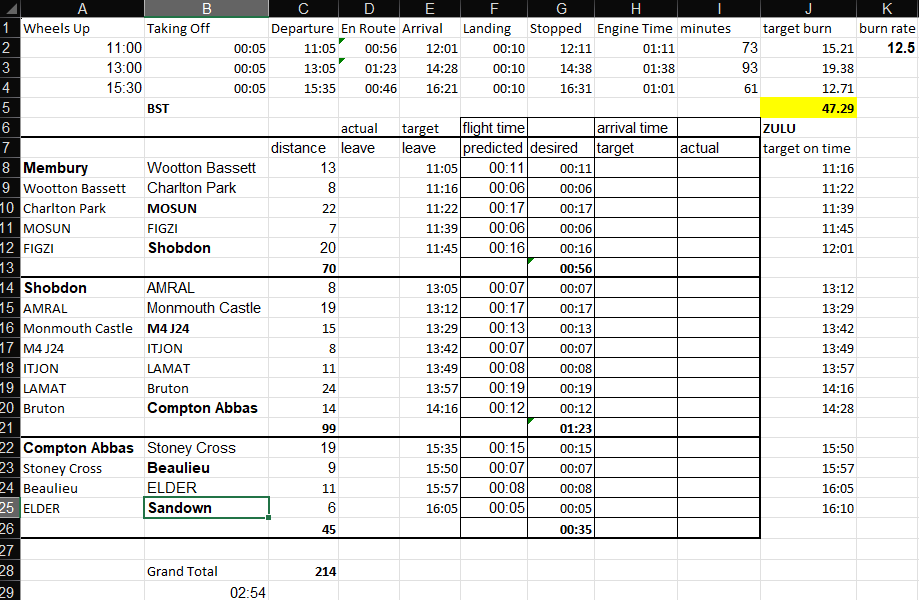 A B C D E F G H I J K
1 Wheels Up Taking Off Departure En Route Arrival Landing Stopped Engine Time minutes target burn burn rate
2 11:00 00:05 11:05 00:56 12:01 00:10 12:11 01:11 73 15.21 12.5
3 13:00 00:05 13:05 01:23 14:28 00:10 14:38 01:38 93 19.38
4 15:30 00:05 15:35 00:46 16:21 00:10 16:31 01:01 61 12.71
5 BST 47.29
6 actual target flight time arrival time ZULU
7 distance leave leave predicted desired target actual target on time
8 Membury Wootton Bassett 13 11:05 00:11 00:11 11:16
9 Wootton Bassett Charlton Park 8 11:16 00:06 00:06 11:22
10 Charlton Park MOSUN 22 11:22 00:17 00:17 11:39
11 MOSUN FIGZI 7 11:39 00:06 00:06 11:45
12 FIGZI Shobdon 20 11:45 00:16 00:16 12:01
13 70 00:56
14 Shobdon AMRAL 8 13:05 00:07 00:07 13:12
15 AMRAL Monmouth Castle 19 13:12 00:17 00:17 13:29
16 Monmouth Castle M4 J24 15 13:29 00:13 00:13 13:42
17 M4 J24 ITJON 8 13:42 00:07 00:07 13:49
18 ITJON LAMAT 11 13:49 00:08 00:08 13:57
19 LAMAT Bruton 24 13:57 00:19 00:19 14:16
20 Bruton Compton Abbas 14 14:16 00:12 00:12 14:28
21 99 01:23
22 Compton Abbas Stoney Cross 19 15:35 00:15 00:15 15:50
23 Stoney Cross Beaulieu 9 15:50 00:07 00:07 15:57
24 Beaulieu ELDER 11 15:57 00:08 00:08 16:05
25 ELDER Sandown 6 16:05 00:05 00:05 16:10
26 45 00:35
27
28 Grand Total 214
29 02:54